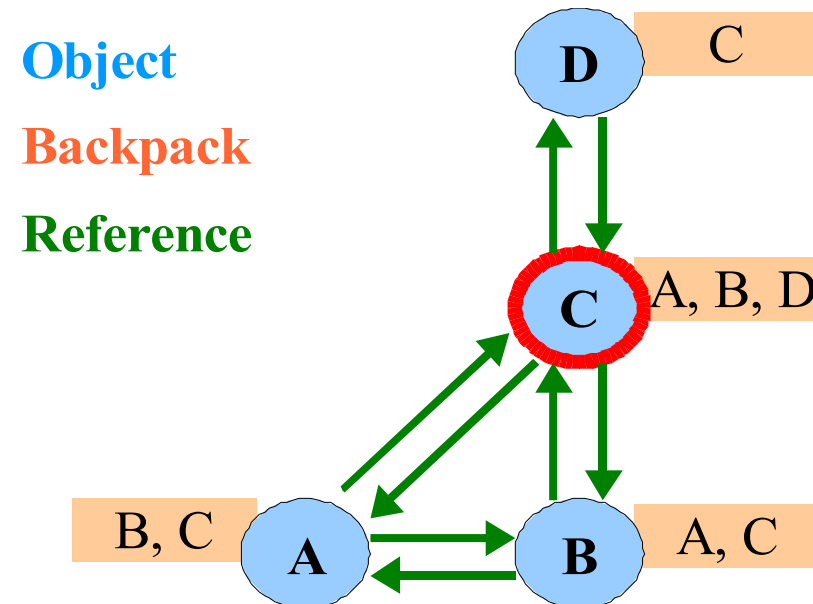 Object
Backpack
Reference
D
C
C
A, B, D
B, C
A
B
A, C